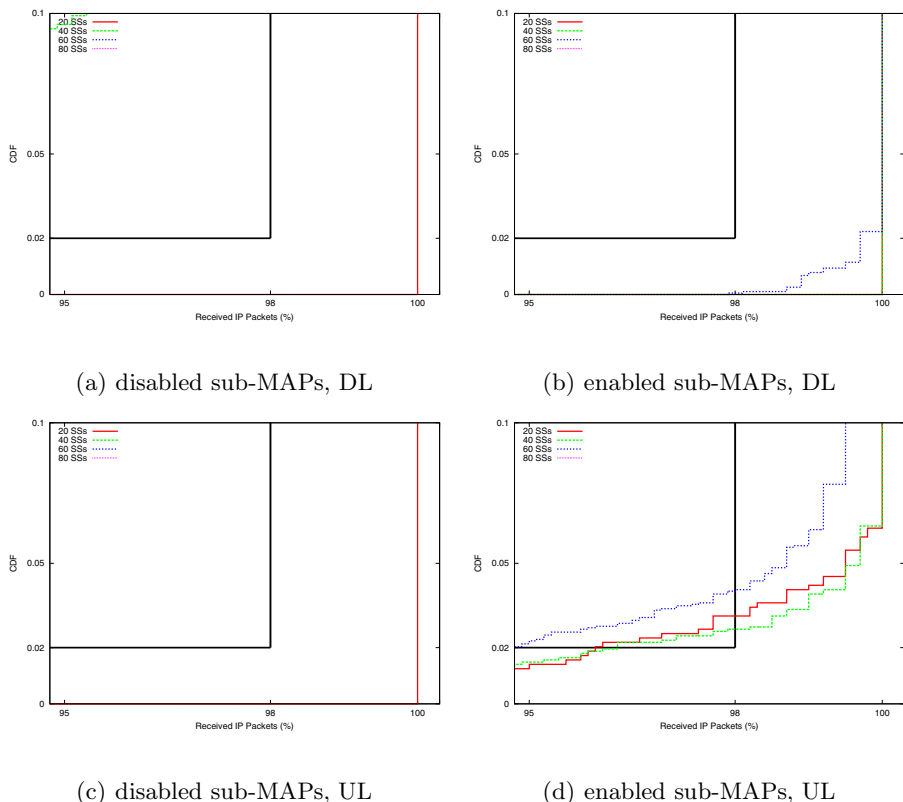 0.1
20 SSs
40 SSs
60 SSs
80 SSs
CDF
0.05
0.02
0
95
98
100
Received IP Packets (%)
(a) disabled sub-MAPs, DL
0.1
20 SSs
40 SSs
60 SSs
80 SSs
CDF
0.05
0.02
0
95
98
100
Received IP Packets (%)
(b) enabled sub-MAPs, DL
0.1
20 SSs
40 SSs
60 SSs
80 SSs
CDF
0.05
0.02
0
95
98
100
Received IP Packets (%)
(c) disabled sub-MAPs, UL
0.1
20 SSs
40 SSs
60 SSs
80 SSs
CDF
0.05
0.02
0
95
98
100
Received IP Packets (%)
(d) enabled sub-MAPs, UL